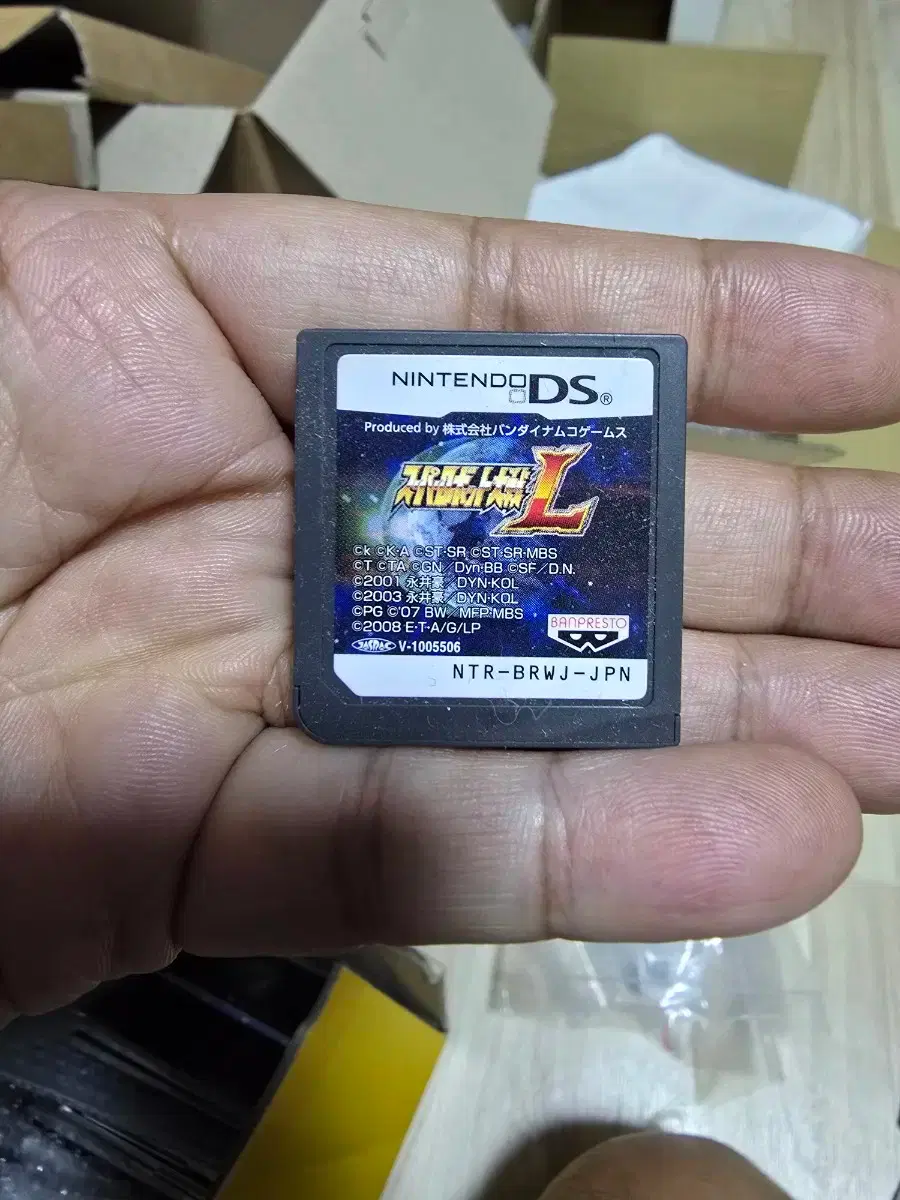 NINTENDO DS®
Produced by 株式会社バンダイナムコゲームス
スーパーロボット大戦L
©k ©K·A ©ST·SR ©ST·SR·MBS
©T ©TA ©GN/Dyn·BB ©SF/D.N.
©2001 永井豪/DYN·KOL
©2003 永井豪/DYN·KOL
©PG ©'07 BW/MFP·MBS
©2008 E·T·A/G/LP
BANPRESTO
JASRAC V-1005506
NTR-BRWJ-JPN